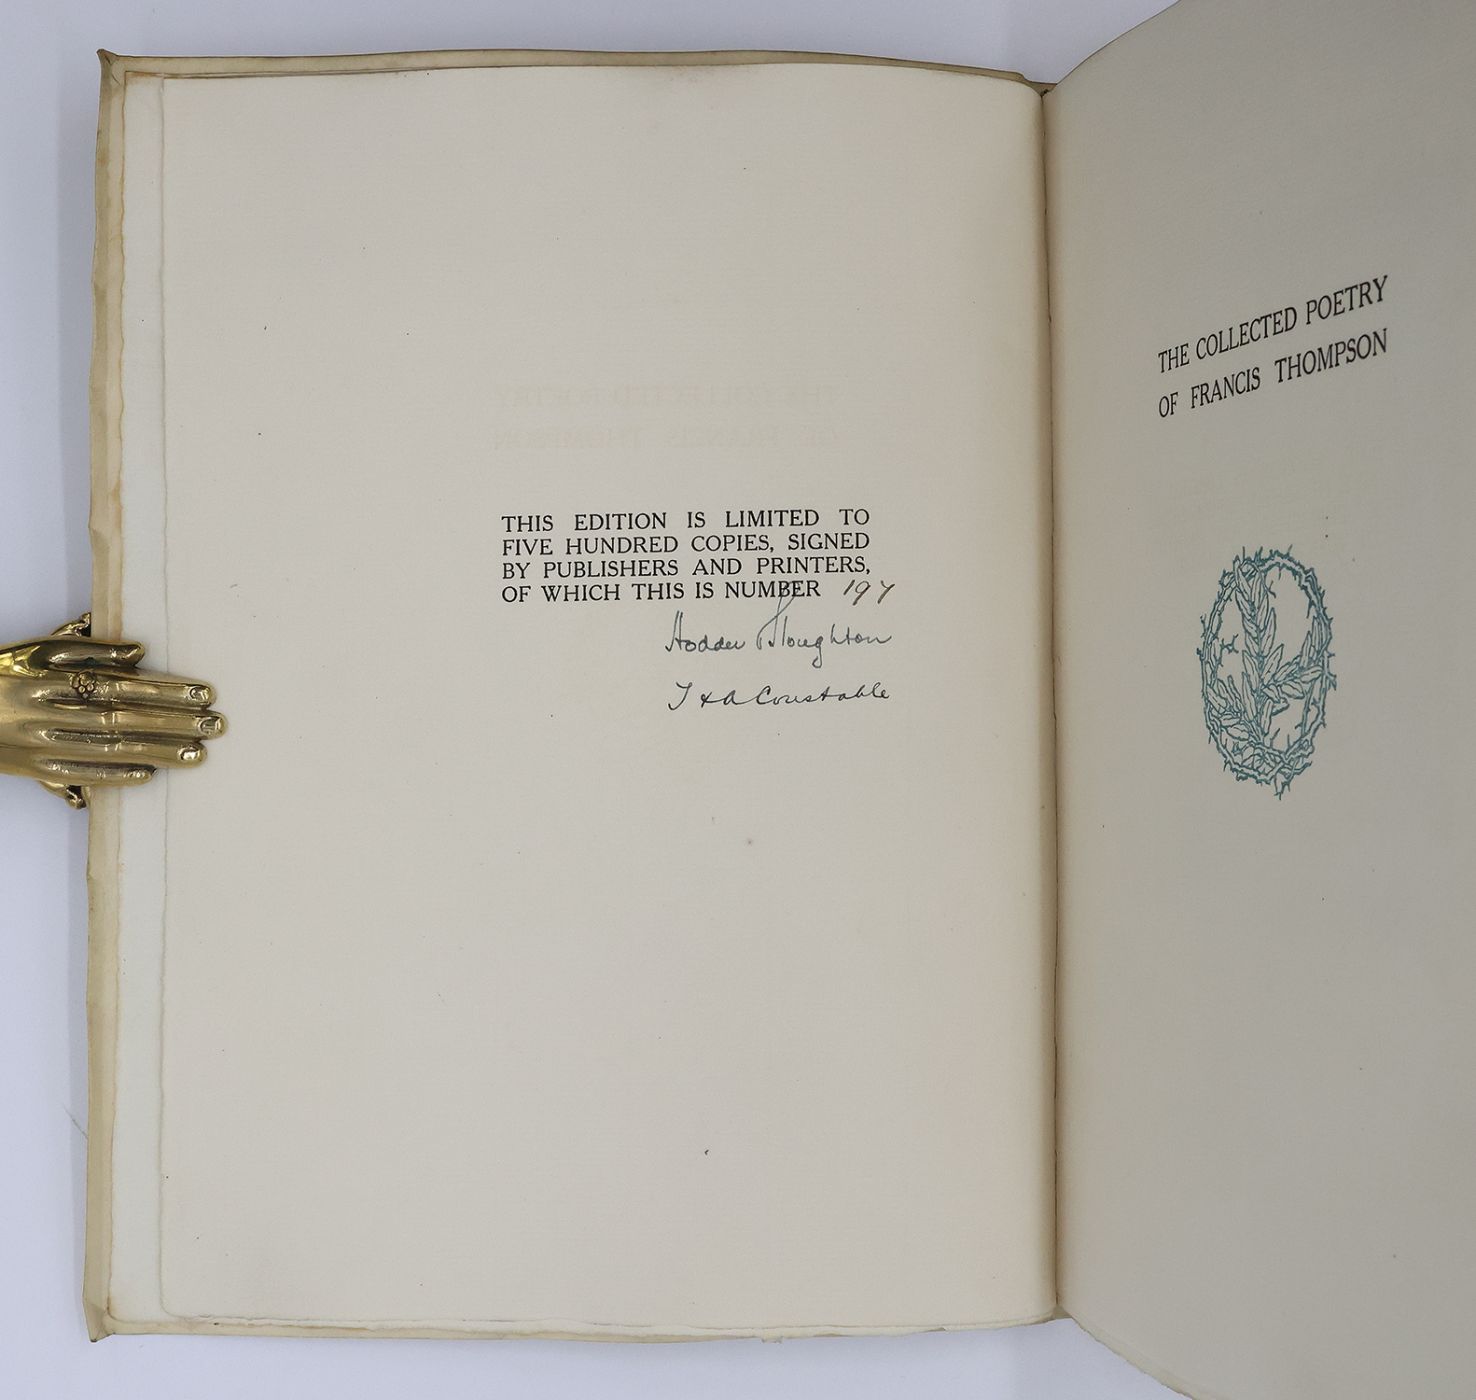 THIS EDITION IS LIMITED TO
FIVE HUNDRED COPIES, SIGNED
BY PUBLISHERS AND PRINTERS,
OF WHICH THIS IS NUMBER 197
Hodder & Stoughton
T & A Constable
THE COLLECTED POETRY
OF FRANCIS THOMPSON